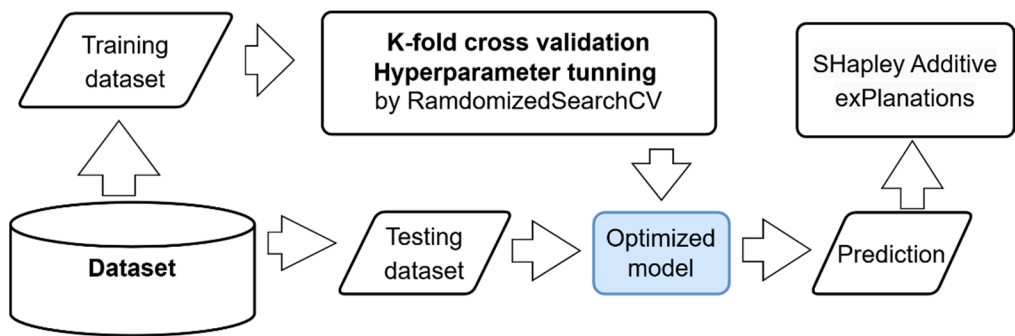 Training
dataset
K-fold cross validation
Hyperparameter tunning
by RamdomizedSearchCV
SHapley Additive
exPlanations
Dataset
Testing
dataset
Optimized
model
Prediction